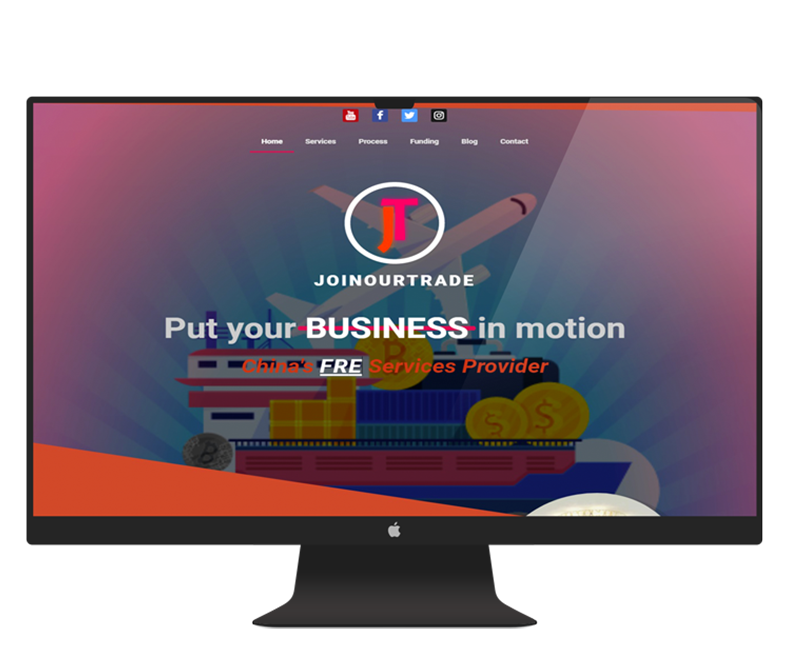 Home Services Process Funding Blog Contact
JT
JOINOURTRADE
Put your BUSINESS in motion
China's FRE Services Provider